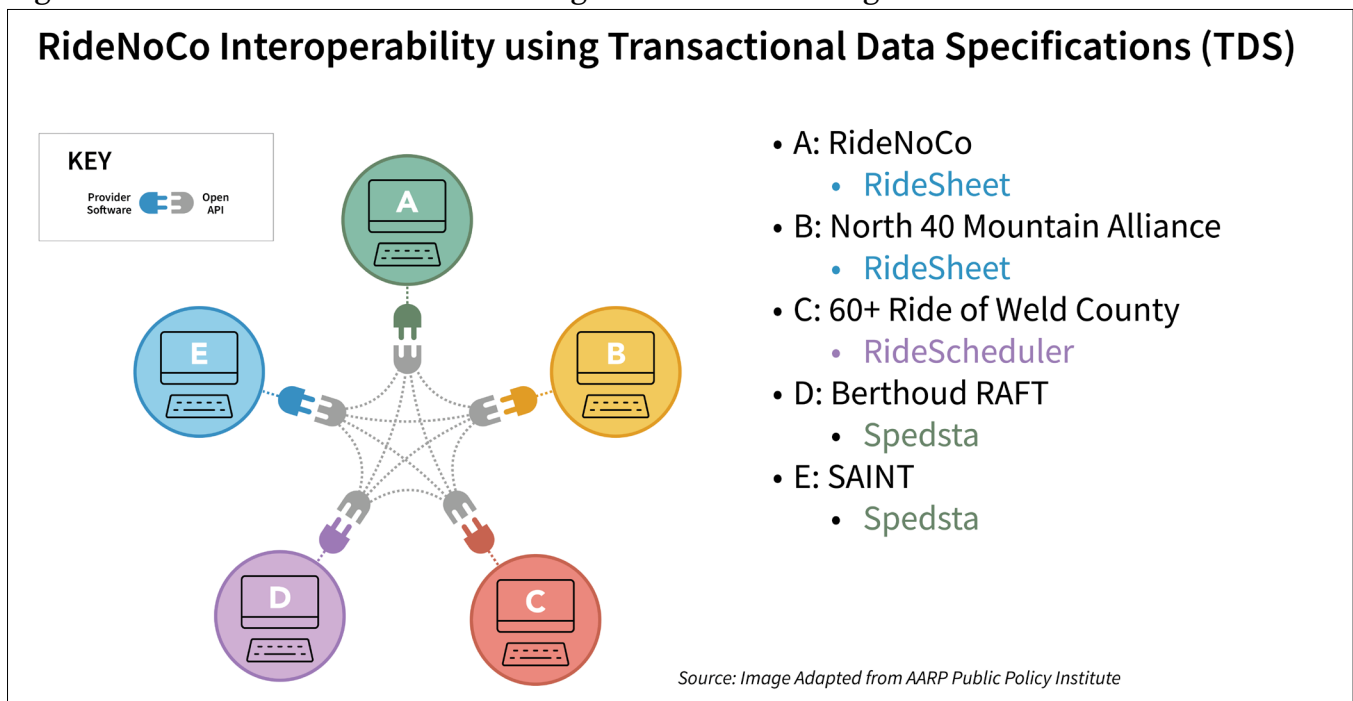 RideNoCo Interoperability using Transactional Data Specifications (TDS)
KEY
Provider Software
Open API
A
B
C
D
E
• A: RideNoCo
• RideSheet
• B: North 40 Mountain Alliance
• RideSheet
• C: 60+ Ride of Weld County
• RideScheduler
• D: Berthoud RAFT
• Spedsta
• E: SAINT
• Spedsta
Source: Image Adapted from AARP Public Policy Institute